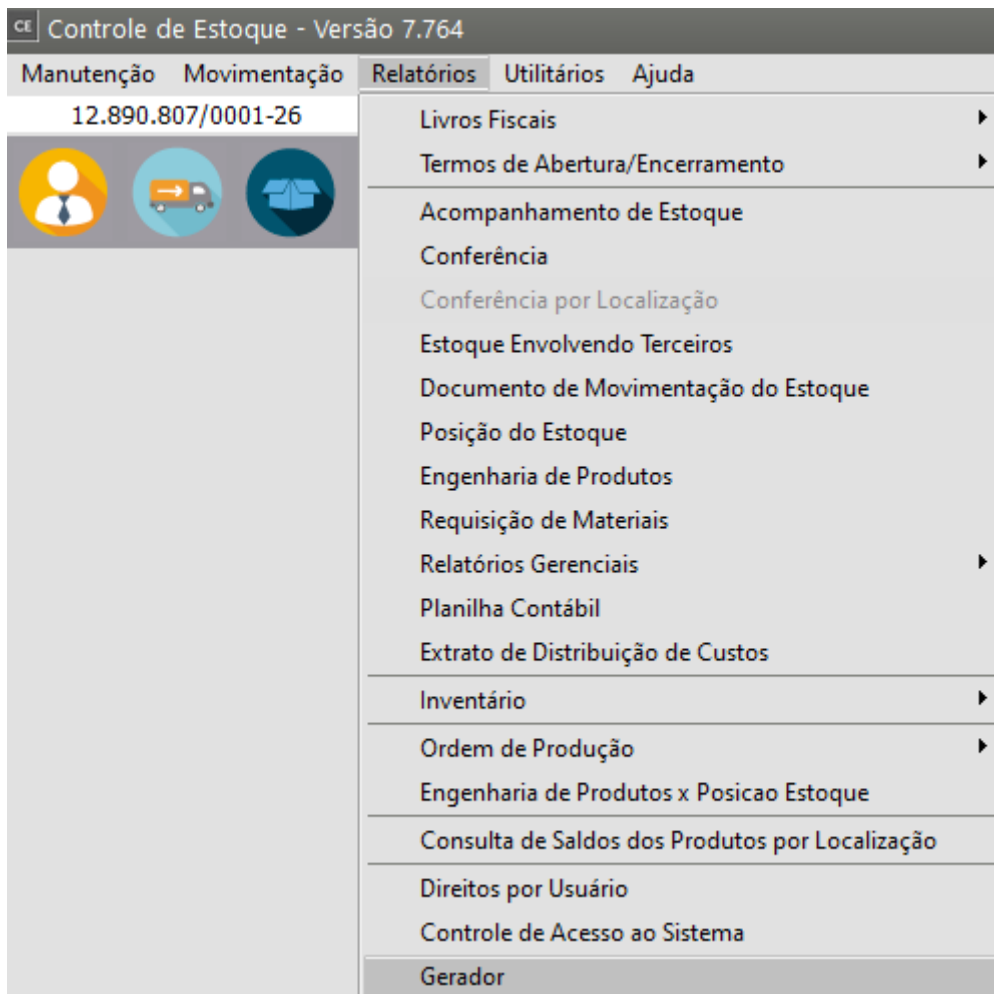 CE Controle de Estoque - Versão 7.764
Manutenção Movimentação Relatórios Utilitários Ajuda
12.890.807/0001-26
Livros Fiscais
Termos de Abertura/Encerramento
Acompanhamento de Estoque
Conferência
Conferência por Localização
Estoque Envolvendo Terceiros
Documento de Movimentação do Estoque
Posição do Estoque
Engenharia de Produtos
Requisição de Materiais
Relatórios Gerenciais
Planilha Contábil
Extrato de Distribuição de Custos
Inventário
Ordem de Produção
Engenharia de Produtos x Posicao Estoque
Consulta de Saldos dos Produtos por Localização
Direitos por Usuário
Controle de Acesso ao Sistema
Gerador